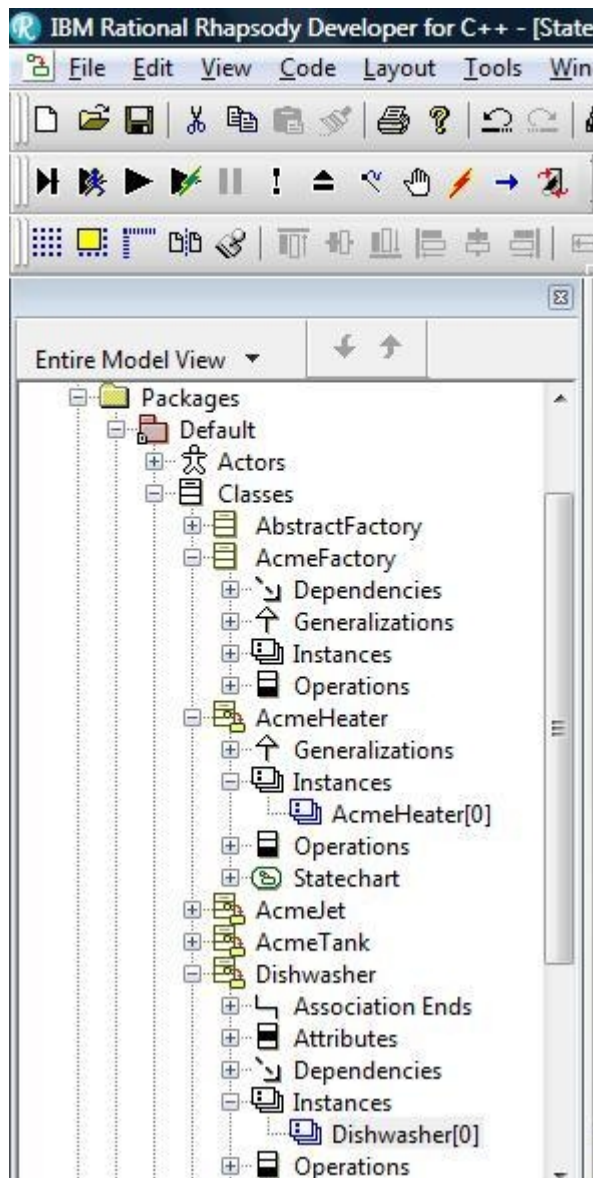 IBM Rational Rhapsody Developer for C++ - [State
File Edit View Code Layout Tools Win
Entire Model View
Packages
Default
Actors
Classes
AbstractFactory
AcmeFactory
Dependencies
Generalizations
Instances
Operations
AcmeHeater
Generalizations
Instances
AcmeHeater[0]
Operations
Statechart
AcmeJet
AcmeTank
Dishwasher
Association Ends
Attributes
Dependencies
Instances
Dishwasher[0]
Operations